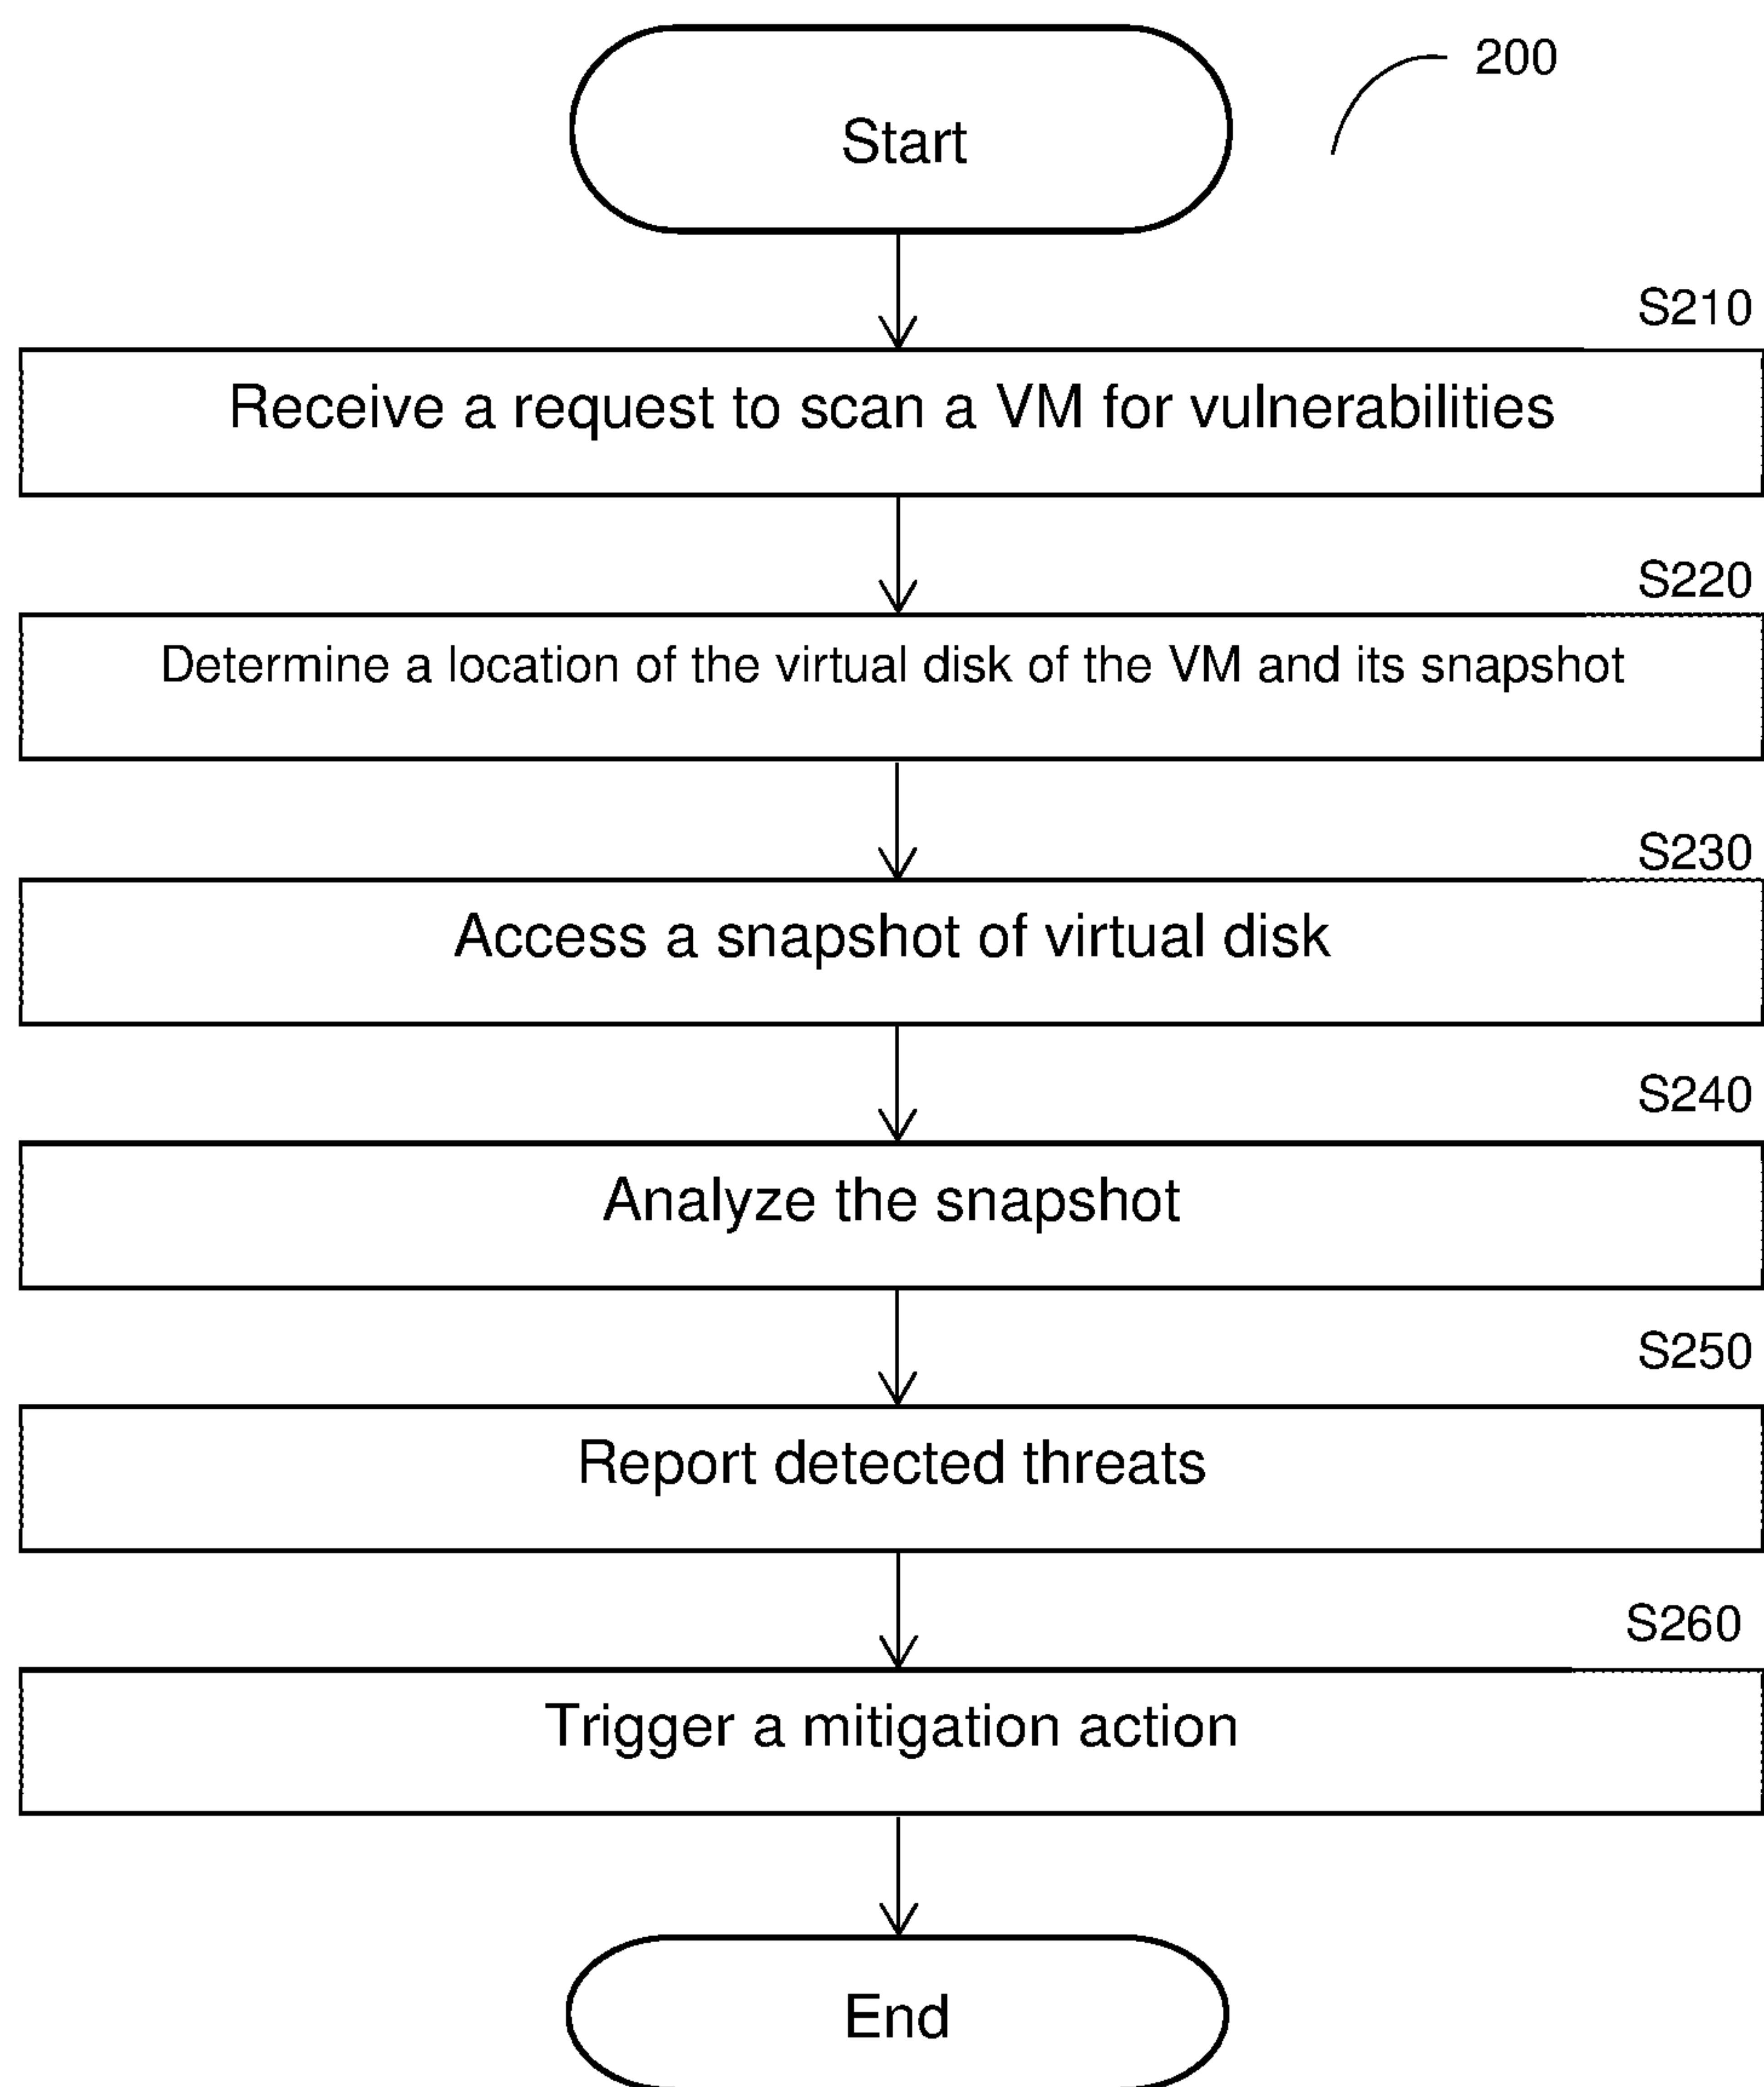 Start
200
S210
Receive a request to scan a VM for vulnerabilities
S220
Determine a location of the virtual disk of the VM and its snapshot
S230
Access a snapshot of virtual disk
S240
Analyze the snapshot
S250
Report detected threats
S260
Trigger a mitigation action
End